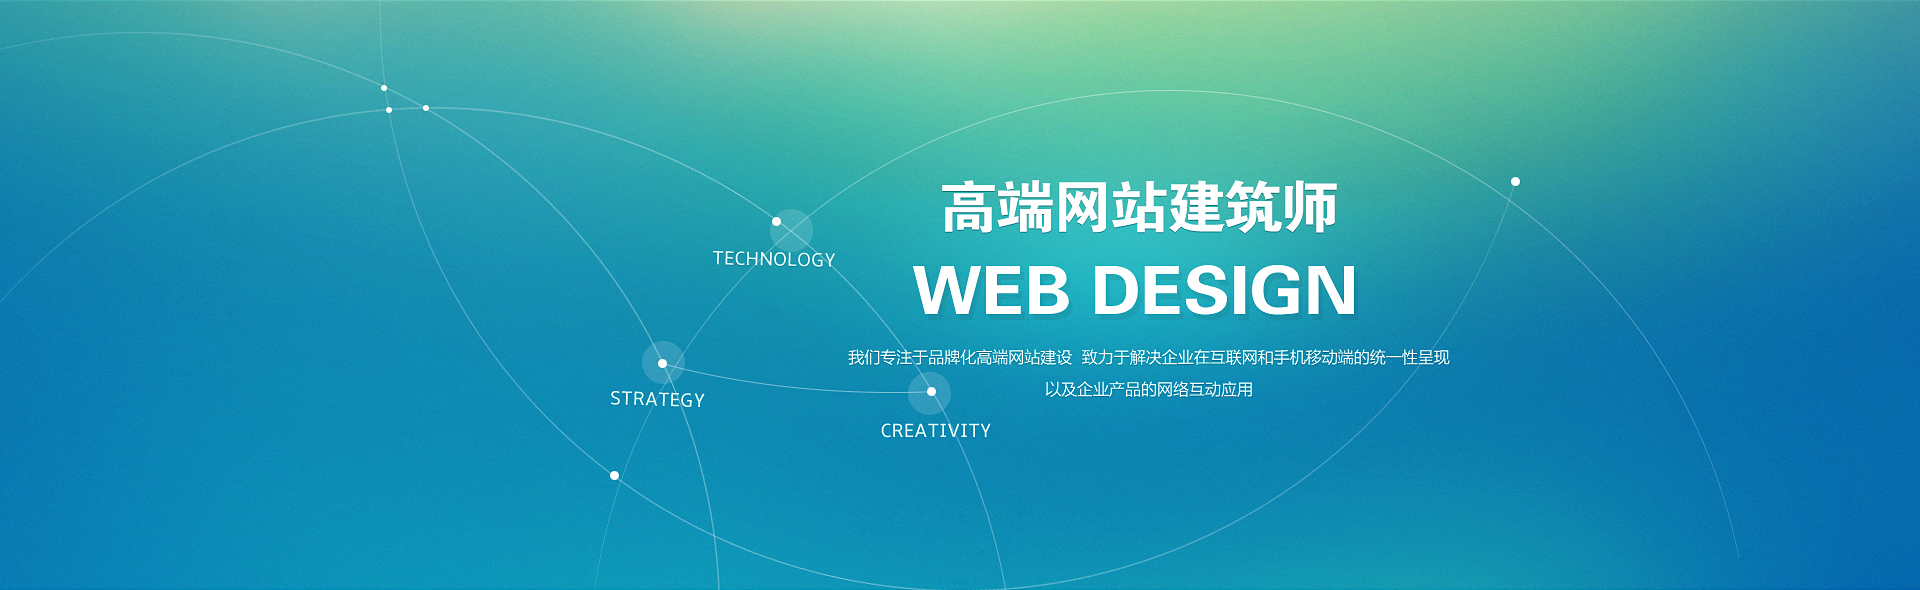 高端网站建筑师
WEB DESIGN
TECHNOLOGY
我们专注于品牌化高端网站建设 致力于解决企业在互联网和手机移动端的统一性呈现
以及企业产品的网络互动应用
STRATEGY
CREATIVITY